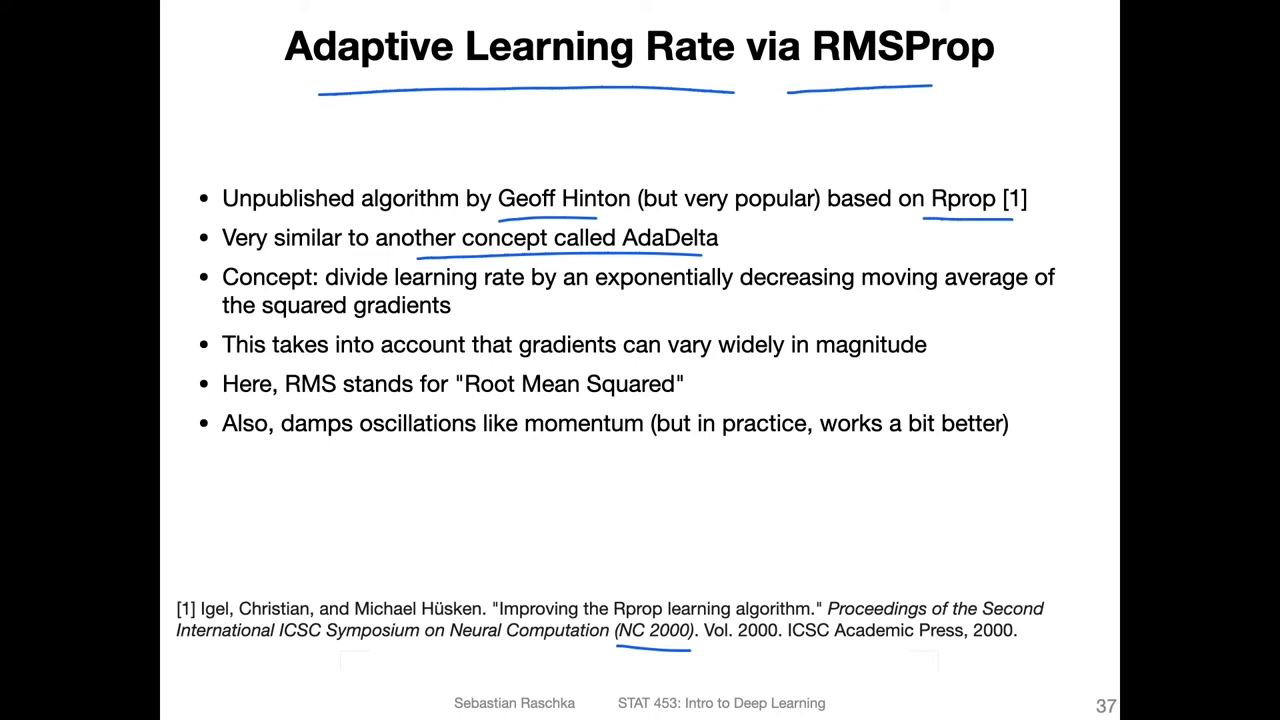 Adaptive Learning Rate via RMSProp
• Unpublished algorithm by Geoff Hinton (but very popular) based on Rprop [1]
• Very similar to another concept called AdaDelta
• Concept: divide learning rate by an exponentially decreasing moving average of
the squared gradients
• This takes into account that gradients can vary widely in magnitude
• Here, RMS stands for "Root Mean Squared"
• Also, damps oscillations like momentum (but in practice, works a bit better)
[1] Igel, Christian, and Michael Hüsken. "Improving the Rprop learning algorithm." Proceedings of the Second
International ICSC Symposium on Neural Computation (NC 2000). Vol. 2000. ICSC Academic Press, 2000.
Sebastian Raschka STAT 453: Intro to Deep Learning 37